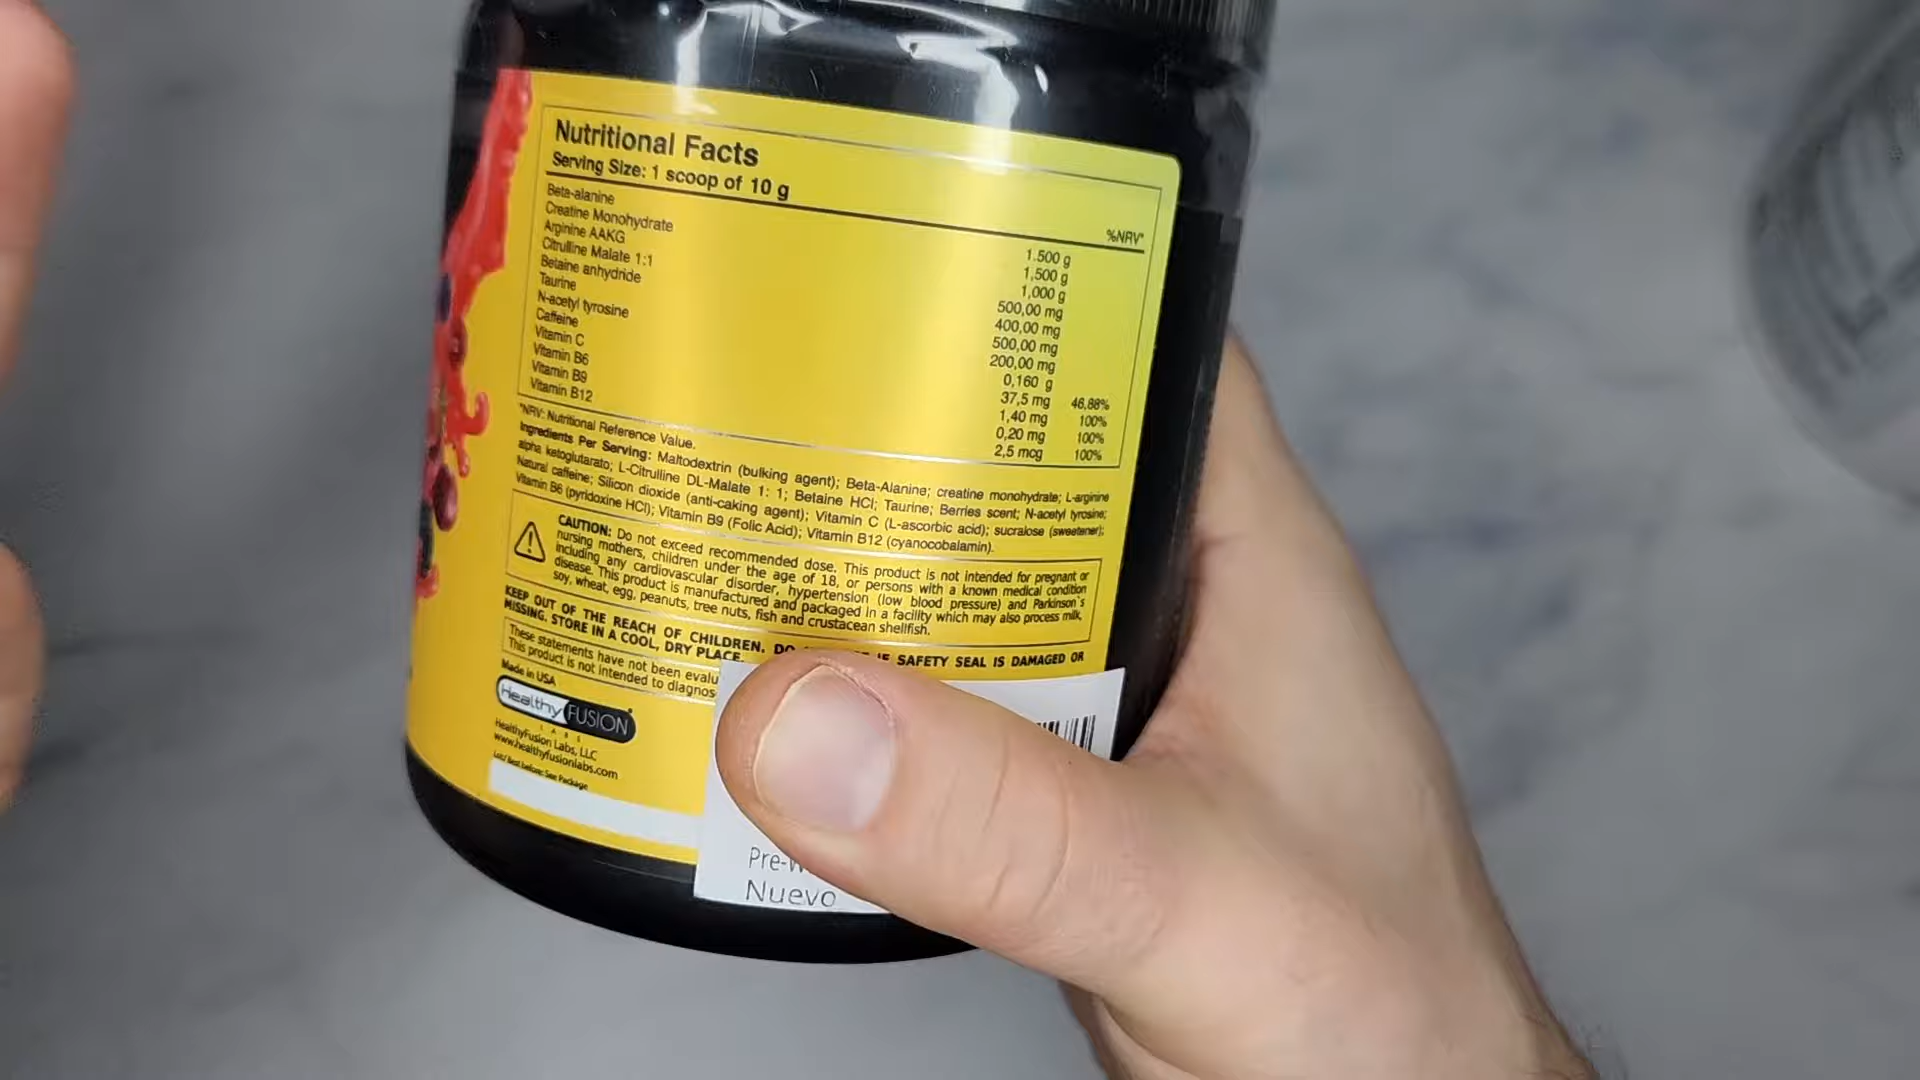 Nutritional Facts
Serving Size: 1 scoop of 10 g
%NRV*
Beta-alanine 1.500 g
Creatine Monohydrate 1,500 g
Arginine AAKG 1,000 g
Citrulline Malate 1:1 500,00 mg
Betaine anhydride 400,00 mg
Taurine 500,00 mg
N-acetyl tyrosine 200,00 mg
Caffeine 0,160 g
Vitamin C 37,5 mg 46,88%
Vitamin B6 1,40 mg 100%
Vitamin B9 0,20 mg 100%
Vitamin B12 2,5 mcg 100%
*NRV: Nutritional Reference Value.
Ingredients Per Serving: Maltodextrin (bulking agent); Beta-Alanine; creatine monohydrate; L-arginine
alpha ketoglutarato; L-Citrulline DL-Malate 1: 1; Betaine HCl; Taurine; Berries scent; N-acetyl tyrosine;
Natural caffeine; Silicon dioxide (anti-caking agent); Vitamin C (L-ascorbic acid); sucralose (sweetener);
Vitamin B6 (pyridoxine HCl); Vitamin B9 (Folic Acid); Vitamin B12 (cyanocobalamin).
CAUTION: Do not exceed recommended dose. This product is not intended for pregnant or
nursing mothers, children under the age of 18, or persons with a known medical condition
including any cardiovascular disorder, hypertension (low blood pressure) and Parkinson's
disease. This product is manufactured and packaged in a facility which may also process milk,
soy, wheat, egg, peanuts, tree nuts, fish and crustacean shellfish.
KEEP OUT OF THE REACH OF CHILDREN. DO IF SAFETY SEAL IS DAMAGED OR
MISSING. STORE IN A COOL, DRY PLACE.
These statements have not been evalu
This product is not intended to diagnos
Made in USA
Healthy FUSION
LABS
HealthyFusion Labs, LLC
www.healthyfusionlabs.com
Lot/ Best before: See Package
Pre-w
Nuevo